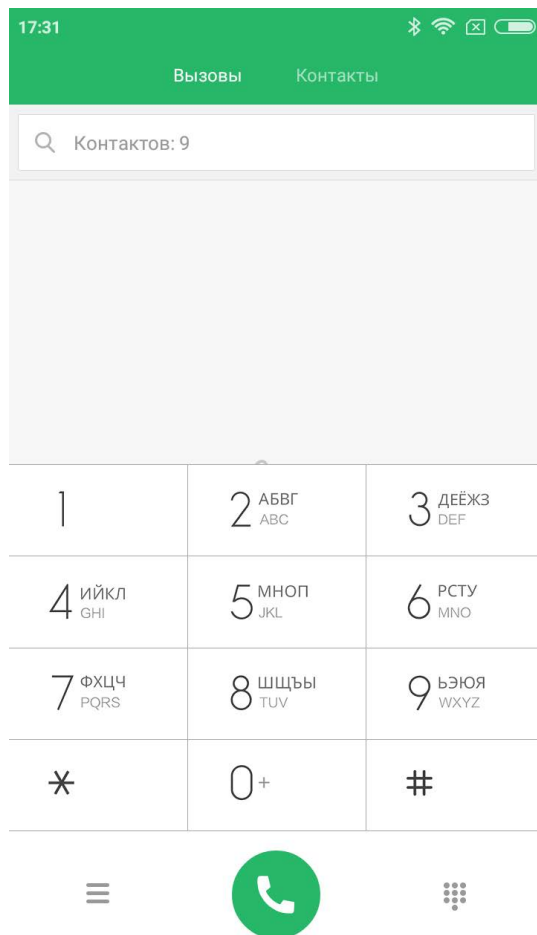 17:31
Вызовы Контакты
Контактов: 9
1 2 АБВГ 3 ДЕЁЖЗ
ABC DEF
4 ИЙКЛ 5 МНОП 6 РСТУ
GHI JKL MNO
7 ФХЦЧ 8 ШЩЪЫ 9 ЬЭЮЯ
PQRS TUV WXYZ
* 0 + #